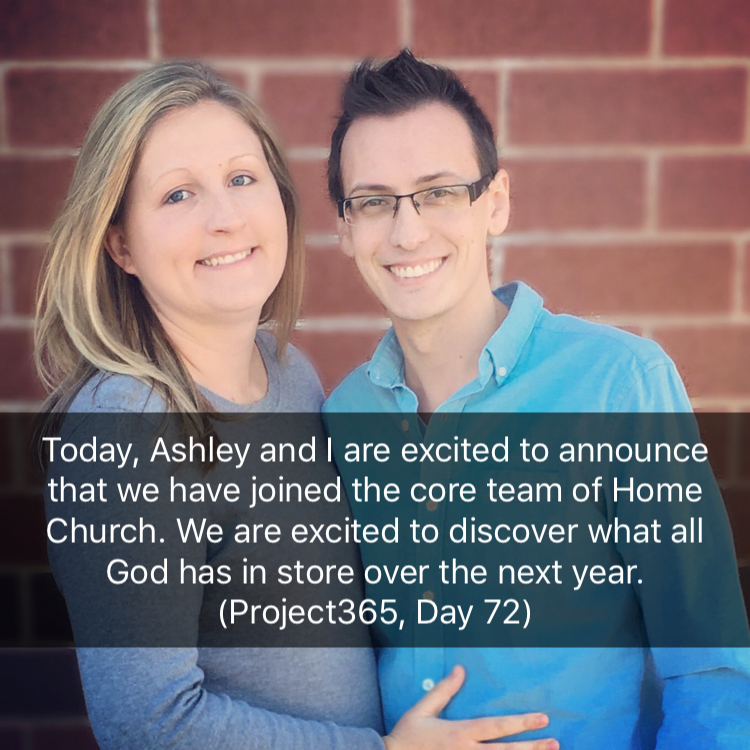 Today, Ashley and I are excited to announce
that we have joined the core team of Home
Church. We are excited to discover what all
God has in store over the next year.
(Project365, Day 72)